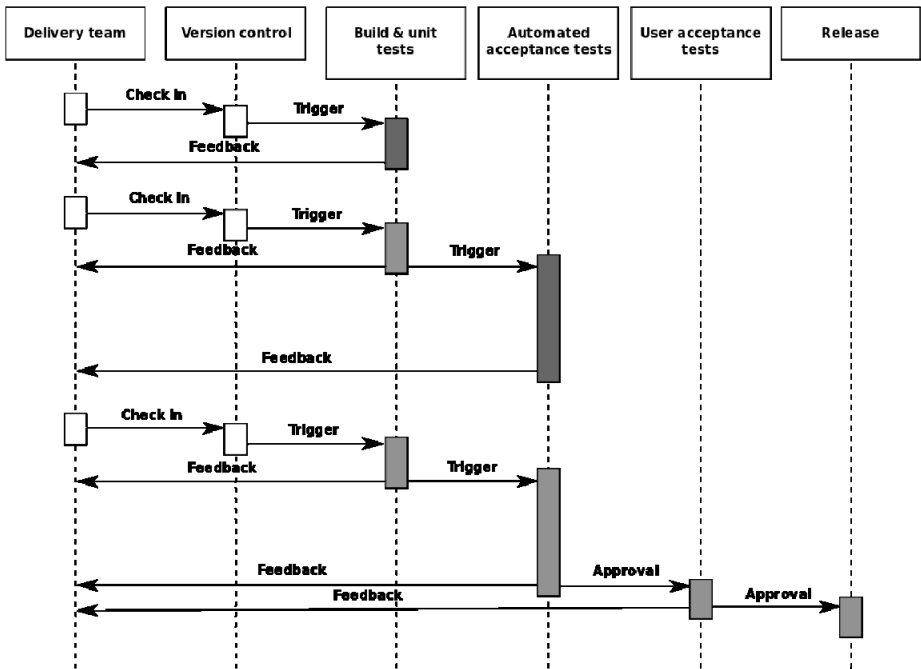 Delivery team
Version control
Build & unit
tests
Automated
acceptance tests
User acceptance
tests
Release
Check in
Trigger
Feedback
Check in
Trigger
Feedback
Trigger
Feedback
Check in
Trigger
Feedback
Trigger
Feedback
Approval
Feedback
Approval